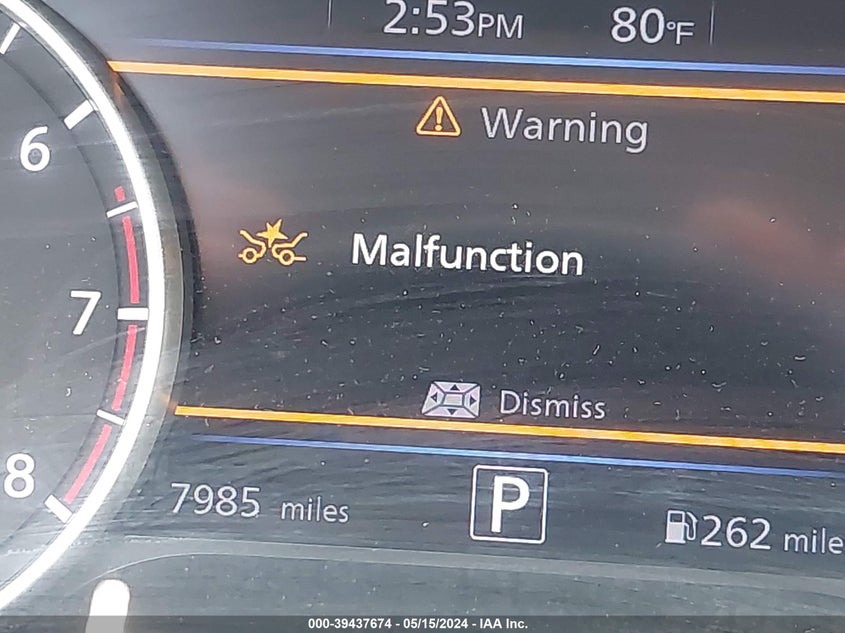 2:53PM 80°F
Warning
6
Malfunction
7
Dismiss
8
7985 miles P 262 mile
000-39437674 - 05/15/2024 - IAA Inc.